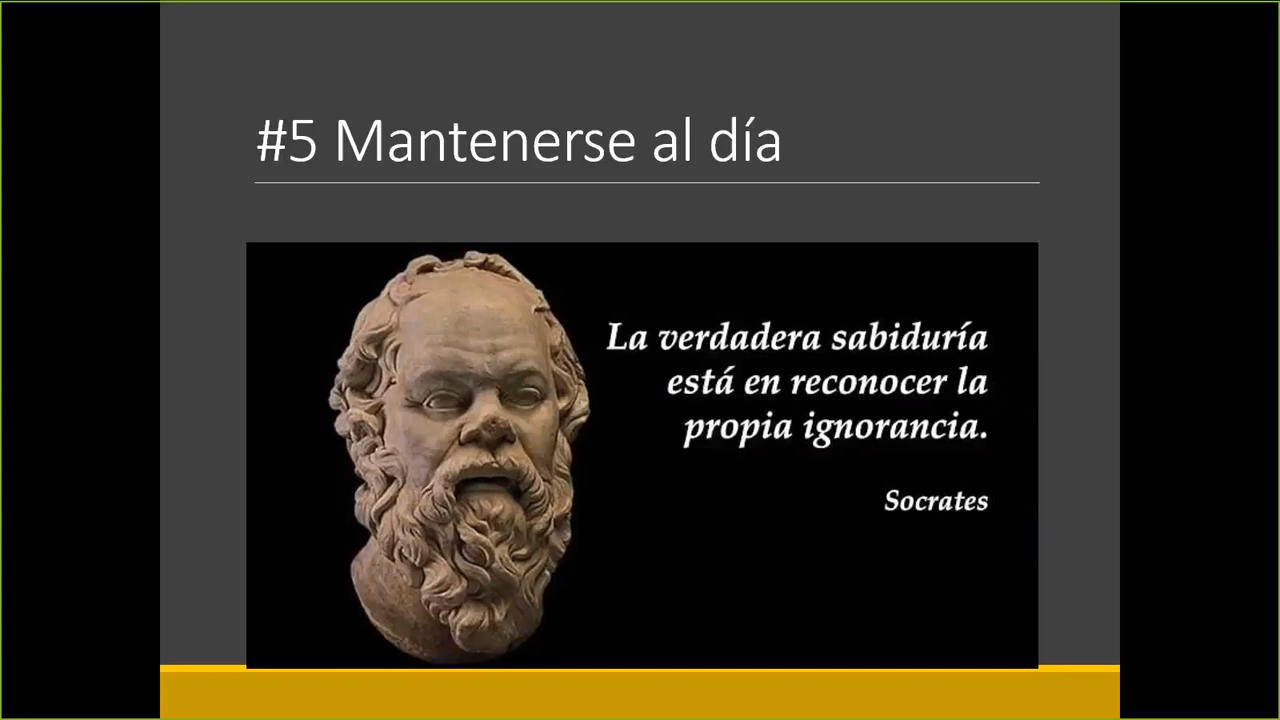 #5 Mantenerse al día
La verdadera sabiduría
está en reconocer la
propia ignorancia.
Socrates